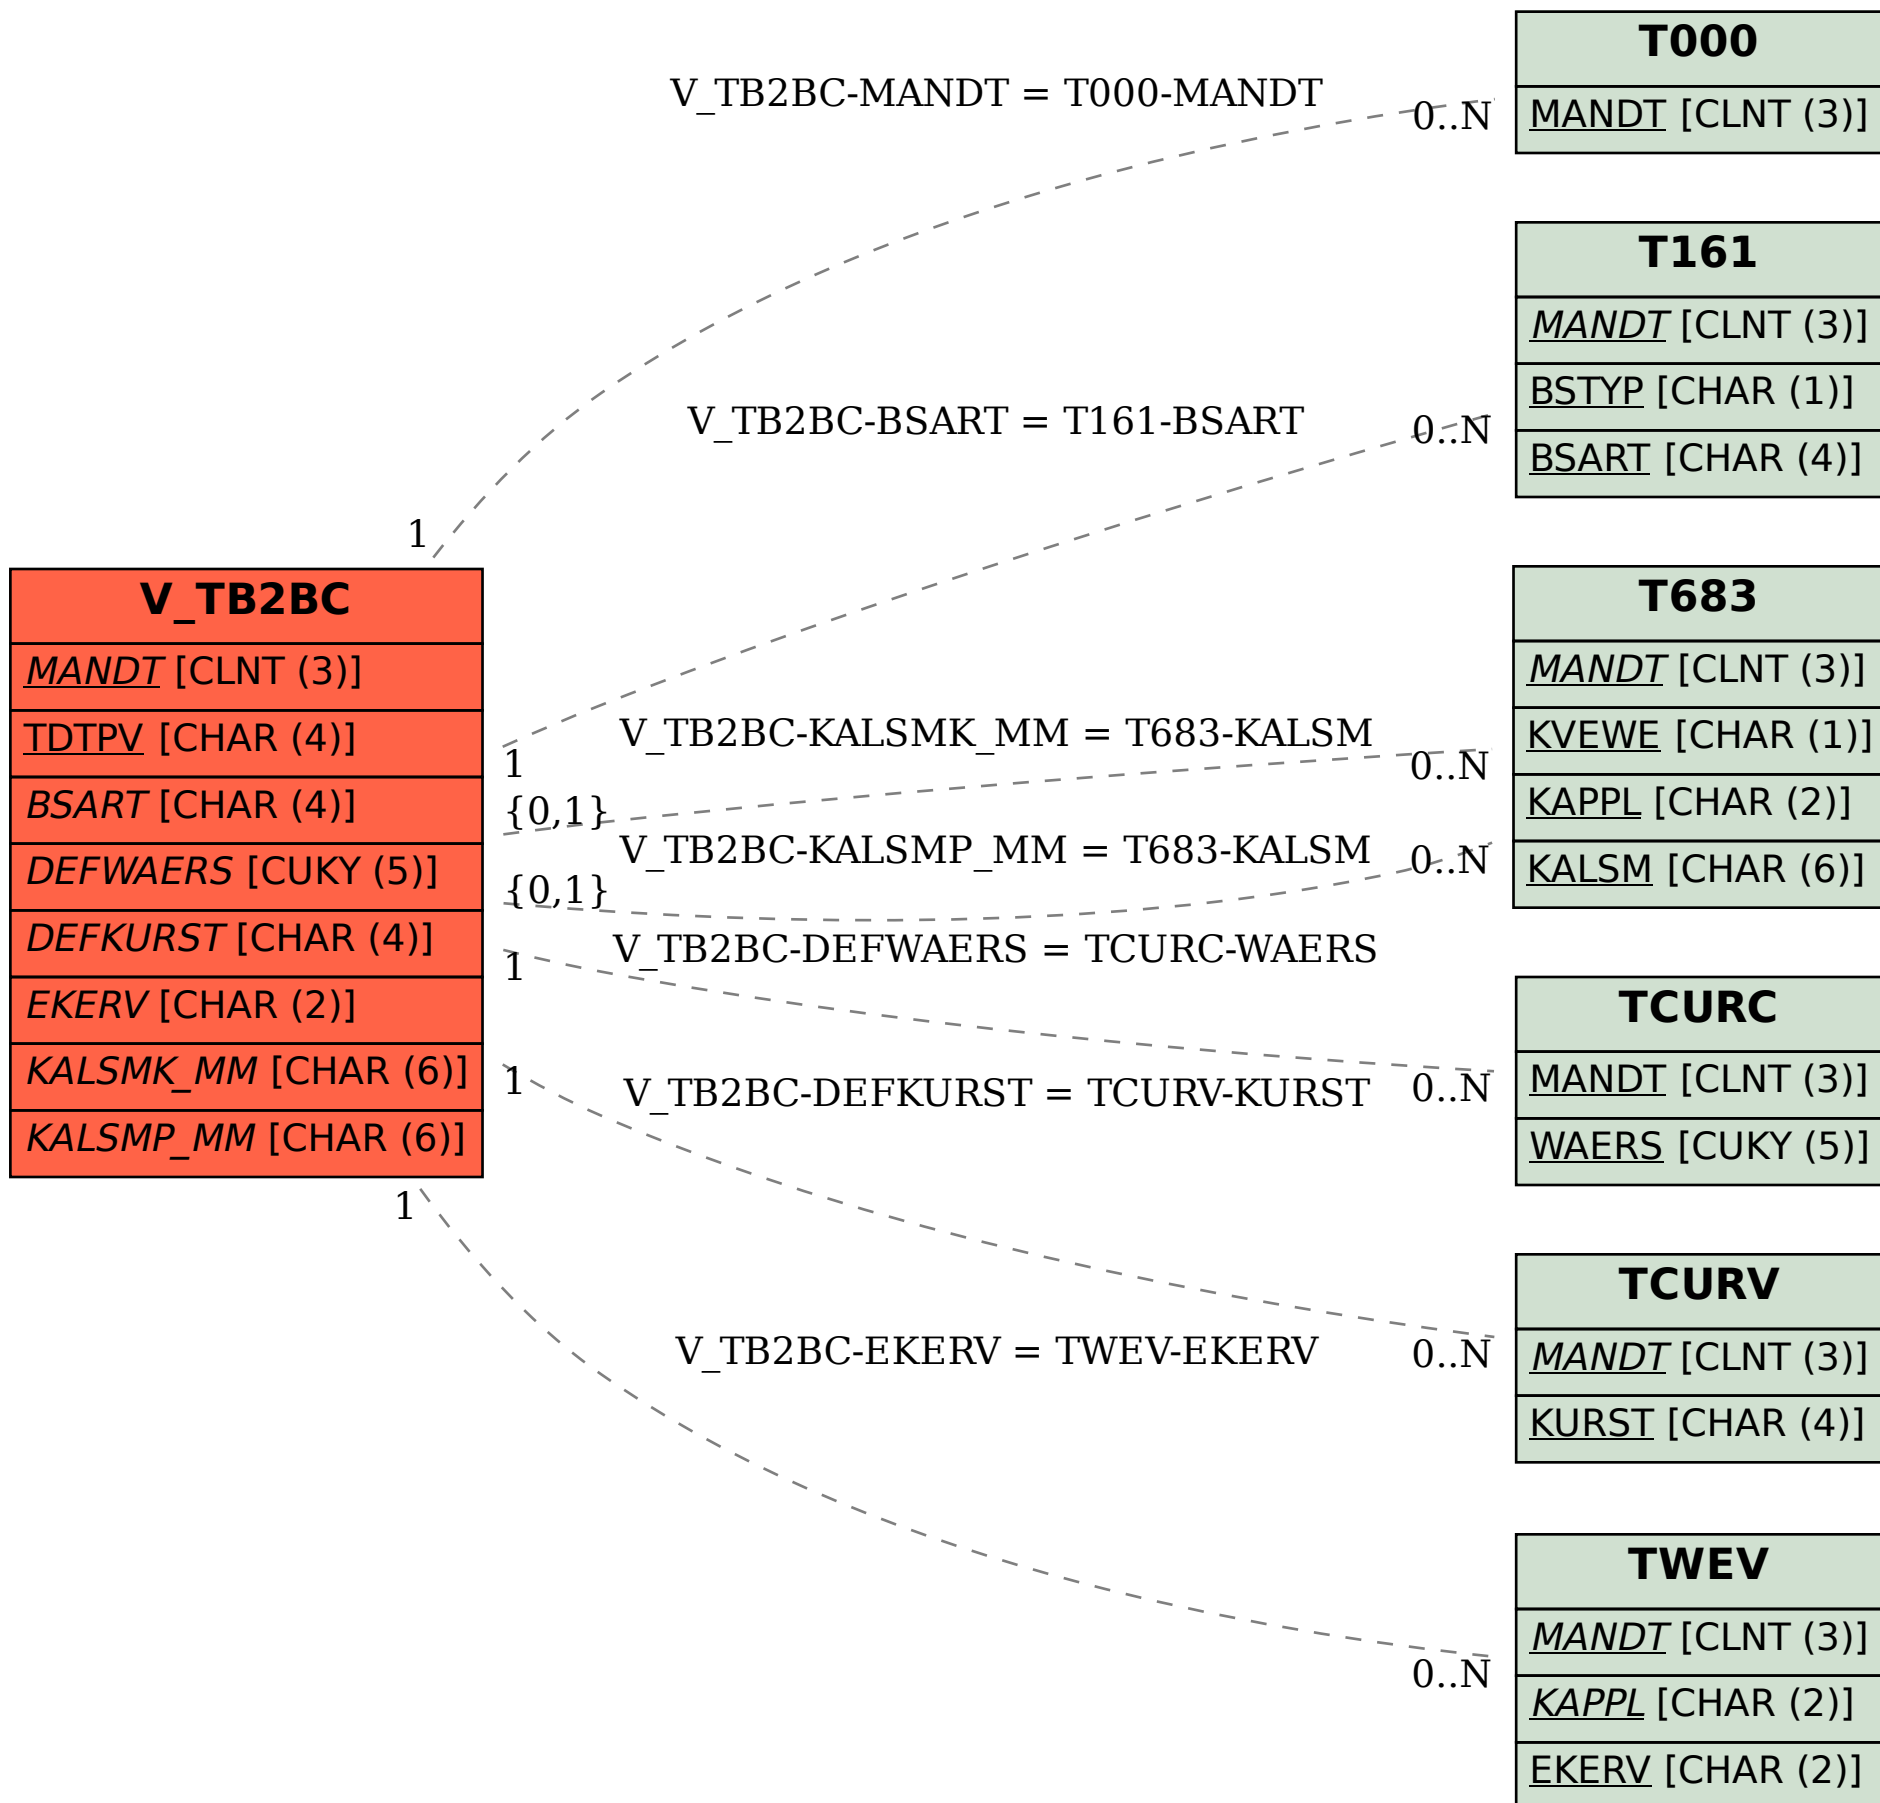 T000
MANDT [CLNT (3)]
V_TB2BC-MANDT = T000-MANDT
0..N
1
T161
MANDT [CLNT (3)]
BSTYP [CHAR (1)]
BSART [CHAR (4)]
V_TB2BC-BSART = T161-BSART
0..N
1
V_TB2BC
MANDT [CLNT (3)]
TDTPV [CHAR (4)]
BSART [CHAR (4)]
DEFWAERS [CUKY (5)]
DEFKURST [CHAR (4)]
EKERV [CHAR (2)]
KALSMK_MM [CHAR (6)]
KALSMP_MM [CHAR (6)]
T683
MANDT [CLNT (3)]
KVEWE [CHAR (1)]
KAPPL [CHAR (2)]
KALSM [CHAR (6)]
V_TB2BC-KALSMK_MM = T683-KALSM
0..N
{0,1}
V_TB2BC-KALSMP_MM = T683-KALSM
0..N
{0,1}
V_TB2BC-DEFWAERS = TCURC-WAERS
1
0..N
TCURC
MANDT [CLNT (3)]
WAERS [CUKY (5)]
V_TB2BC-DEFKURST = TCURV-KURST
1
0..N
TCURV
MANDT [CLNT (3)]
KURST [CHAR (4)]
V_TB2BC-EKERV = TWEV-EKERV
1
0..N
TWEV
MANDT [CLNT (3)]
KAPPL [CHAR (2)]
EKERV [CHAR (2)]